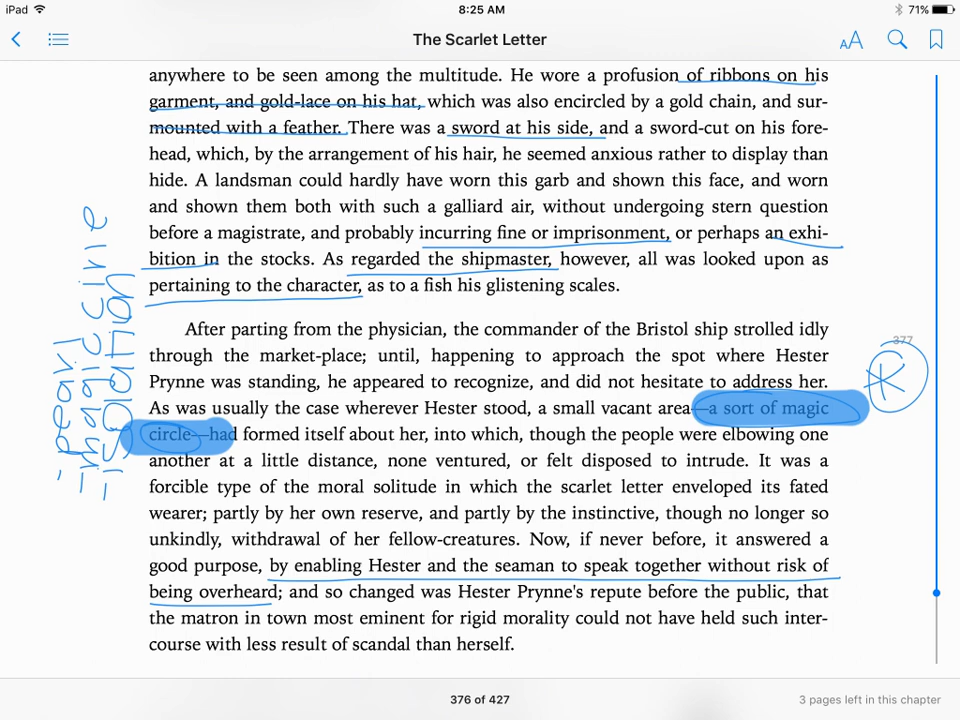 iPad
8:25 AM
71%
The Scarlet Letter
AA
anywhere to be seen among the multitude. He wore a profusion of ribbons on his
garment, and gold-lace on his hat, which was also encircled by a gold chain, and sur-
mounted with a feather. There was a sword at his side, and a sword-cut on his fore-
head, which, by the arrangement of his hair, he seemed anxious rather to display than
hide. A landsman could hardly have worn this garb and shown this face, and worn
and shown them both with such a galliard air, without undergoing stern question
before a magistrate, and probably incurring fine or imprisonment, or perhaps an exhi-
bition in the stocks. As regarded the shipmaster, however, all was looked upon as
pertaining to the character, as to a fish his glistening scales.
After parting from the physician, the commander of the Bristol ship strolled idly
through the market-place; until, happening to approach the spot where Hester
Prynne was standing, he appeared to recognize, and did not hesitate to address her.
As was usually the case wherever Hester stood, a small vacant area—a sort of magic
circle—had formed itself about her, into which, though the people were elbowing one
another at a little distance, none ventured, or felt disposed to intrude. It was a
forcible type of the moral solitude in which the scarlet letter enveloped its fated
wearer; partly by her own reserve, and partly by the instinctive, though no longer so
unkindly, withdrawal of her fellow-creatures. Now, if never before, it answered a
good purpose, by enabling Hester and the seaman to speak together without risk of
being overheard; and so changed was Hester Prynne's repute before the public, that
the matron in town most eminent for rigid morality could not have held such inter-
course with less result of scandal than herself.
377
-pearl
-magic cirle
-isolation
376 of 427
3 pages left in this chapter